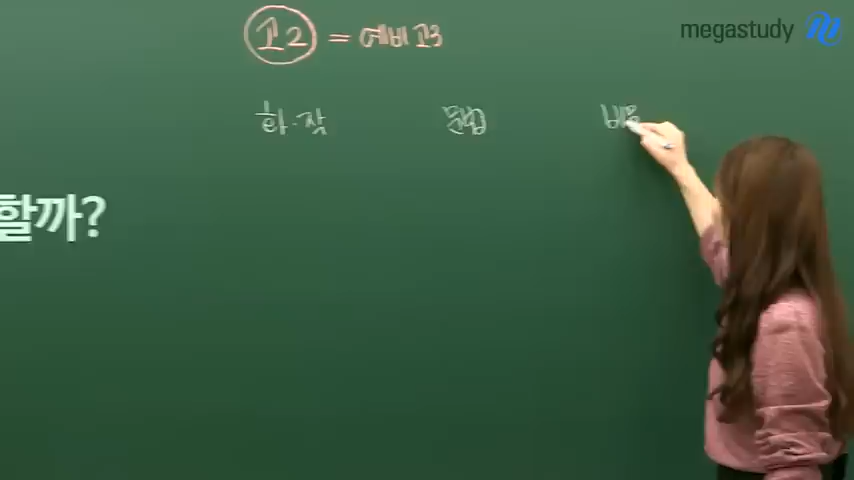 megastudy
고2 = 예비고3
화·작 문법 비문
할까?